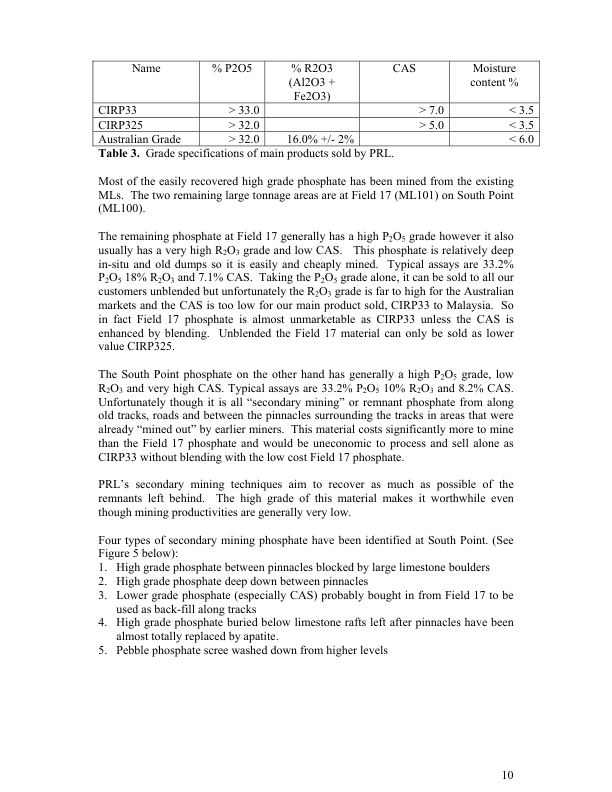 Name % P2O5 % R2O3 CAS Moisture
(Al2O3 + content %
Fe2O3)
CIRP33 > 33.0 > 7.0 < 3.5
CIRP325 > 32.0 > 5.0 < 3.5
Australian Grade > 32.0 16.0% +/- 2% < 6.0
Table 3. Grade specifications of main products sold by PRL.
Most of the easily recovered high grade phosphate has been mined from the existing
MLs. The two remaining large tonnage areas are at Field 17 (ML101) on South Point
(ML100).
The remaining phosphate at Field 17 generally has a high P₂O₅ grade however it also
usually has a very high R₂O₃ grade and low CAS. This phosphate is relatively deep
in-situ and old dumps so it is easily and cheaply mined. Typical assays are 33.2%
P₂O₅ 18% R₂O₃ and 7.1% CAS. Taking the P₂O₅ grade alone, it can be sold to all our
customers unblended but unfortunately the R₂O₃ grade is far to high for the Australian
markets and the CAS is too low for our main product sold, CIRP33 to Malaysia. So
in fact Field 17 phosphate is almost unmarketable as CIRP33 unless the CAS is
enhanced by blending. Unblended the Field 17 material can only be sold as lower
value CIRP325.
The South Point phosphate on the other hand has generally a high P₂O₅ grade, low
R₂O₃ and very high CAS. Typical assays are 33.2% P₂O₅ 10% R₂O₃ and 8.2% CAS.
Unfortunately though it is all “secondary mining” or remnant phosphate from along
old tracks, roads and between the pinnacles surrounding the tracks in areas that were
already “mined out” by earlier miners. This material costs significantly more to mine
than the Field 17 phosphate and would be uneconomic to process and sell alone as
CIRP33 without blending with the low cost Field 17 phosphate.
PRL’s secondary mining techniques aim to recover as much as possible of the
remnants left behind. The high grade of this material makes it worthwhile even
though mining productivities are generally very low.
Four types of secondary mining phosphate have been identified at South Point. (See
Figure 5 below):
1. High grade phosphate between pinnacles blocked by large limestone boulders
2. High grade phosphate deep down between pinnacles
3. Lower grade phosphate (especially CAS) probably bought in from Field 17 to be
used as back-fill along tracks
4. High grade phosphate buried below limestone rafts left after pinnacles have been
almost totally replaced by apatite.
5. Pebble phosphate scree washed down from higher levels
10